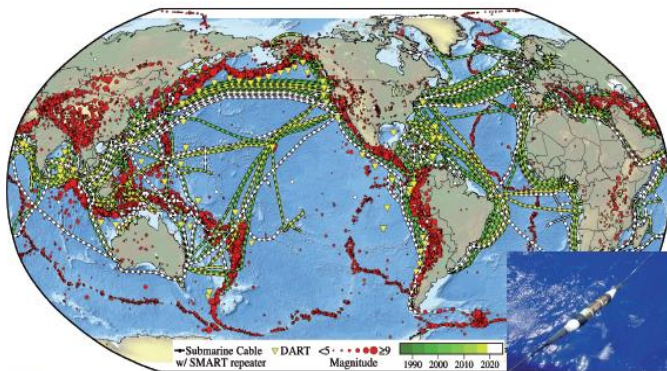 Submarine Cable DART <5 ≥9 1990 2000 2010 2020
w/ SMART repeater Magnitude